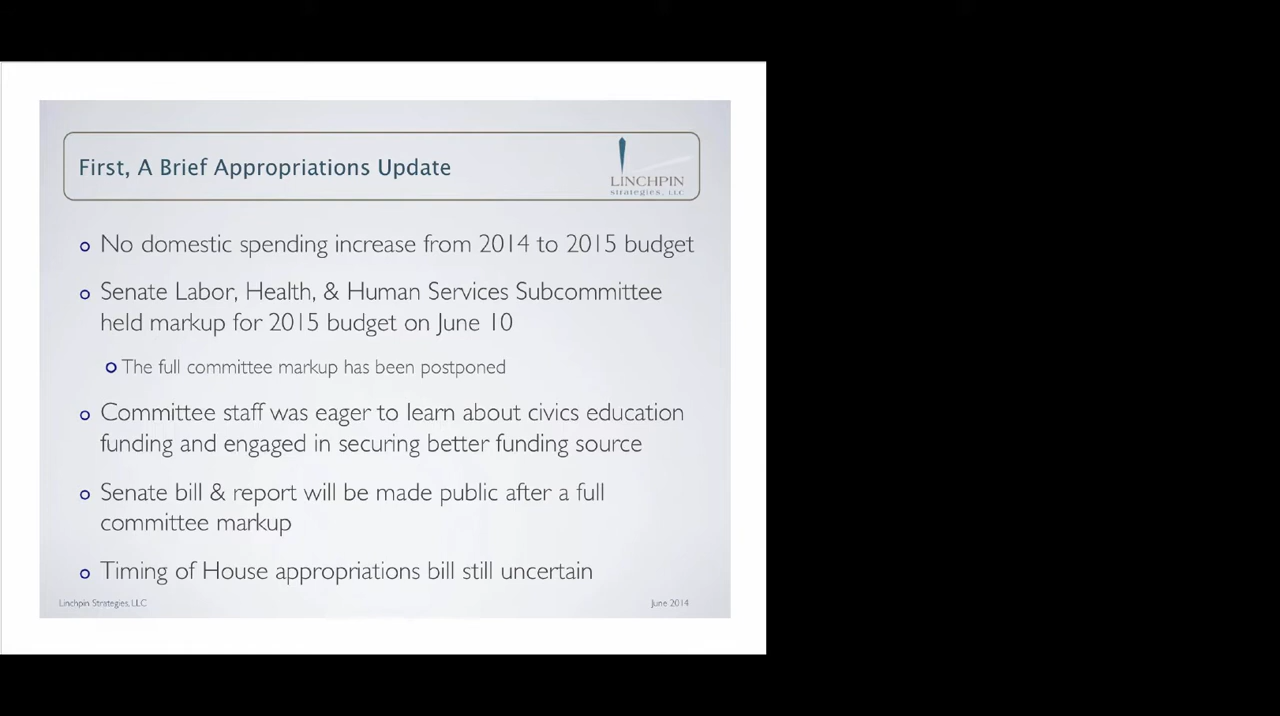 First, A Brief Appropriations Update
LINCHPIN
strategies, LLC
No domestic spending increase from 2014 to 2015 budget
Senate Labor, Health, & Human Services Subcommittee
held markup for 2015 budget on June 10
The full committee markup has been postponed
Committee staff was eager to learn about civics education
funding and engaged in securing better funding source
Senate bill & report will be made public after a full
committee markup
Timing of House appropriations bill still uncertain
Linchpin Strategies, LLC
June 2014